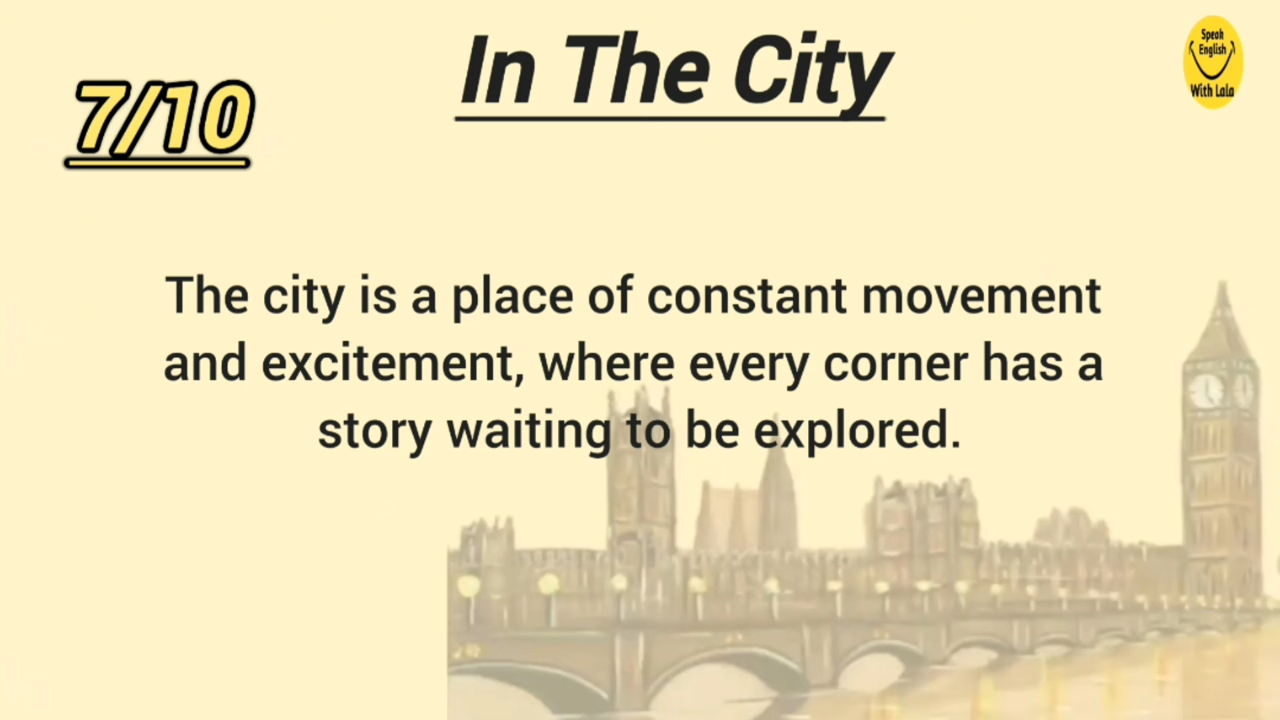 In The City
Speak
English
With Lala
7/10
The city is a place of constant movement
and excitement, where every corner has a
story waiting to be explored.